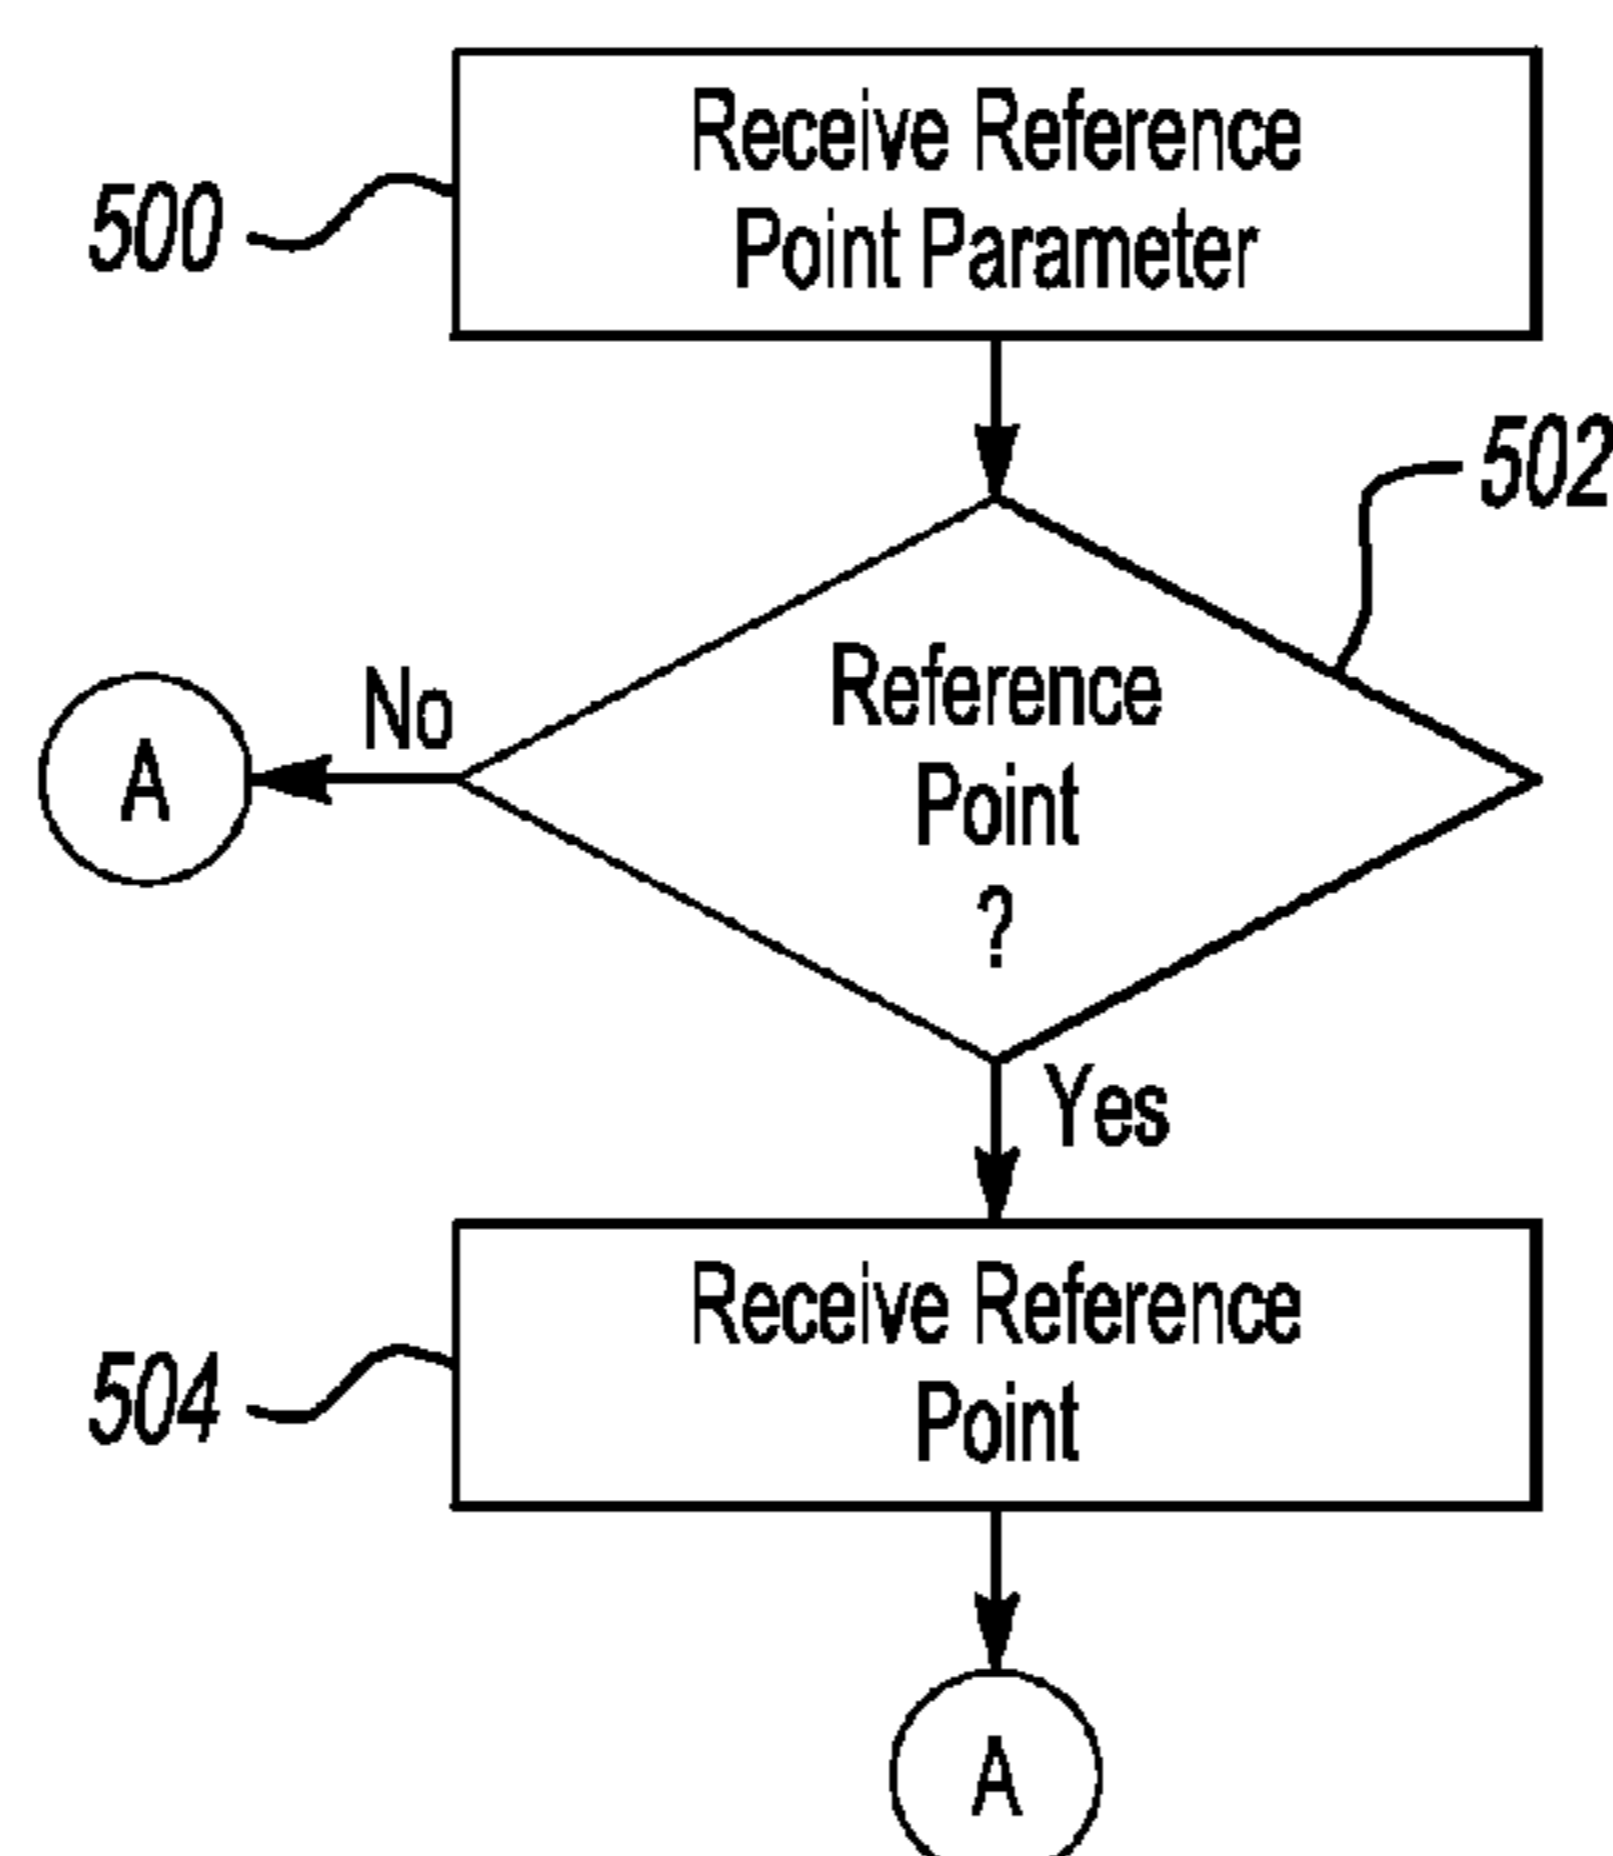 Receive Reference
Point Parameter
500
502
Reference
Point
?
No
A
Yes
Receive Reference
Point
504
A